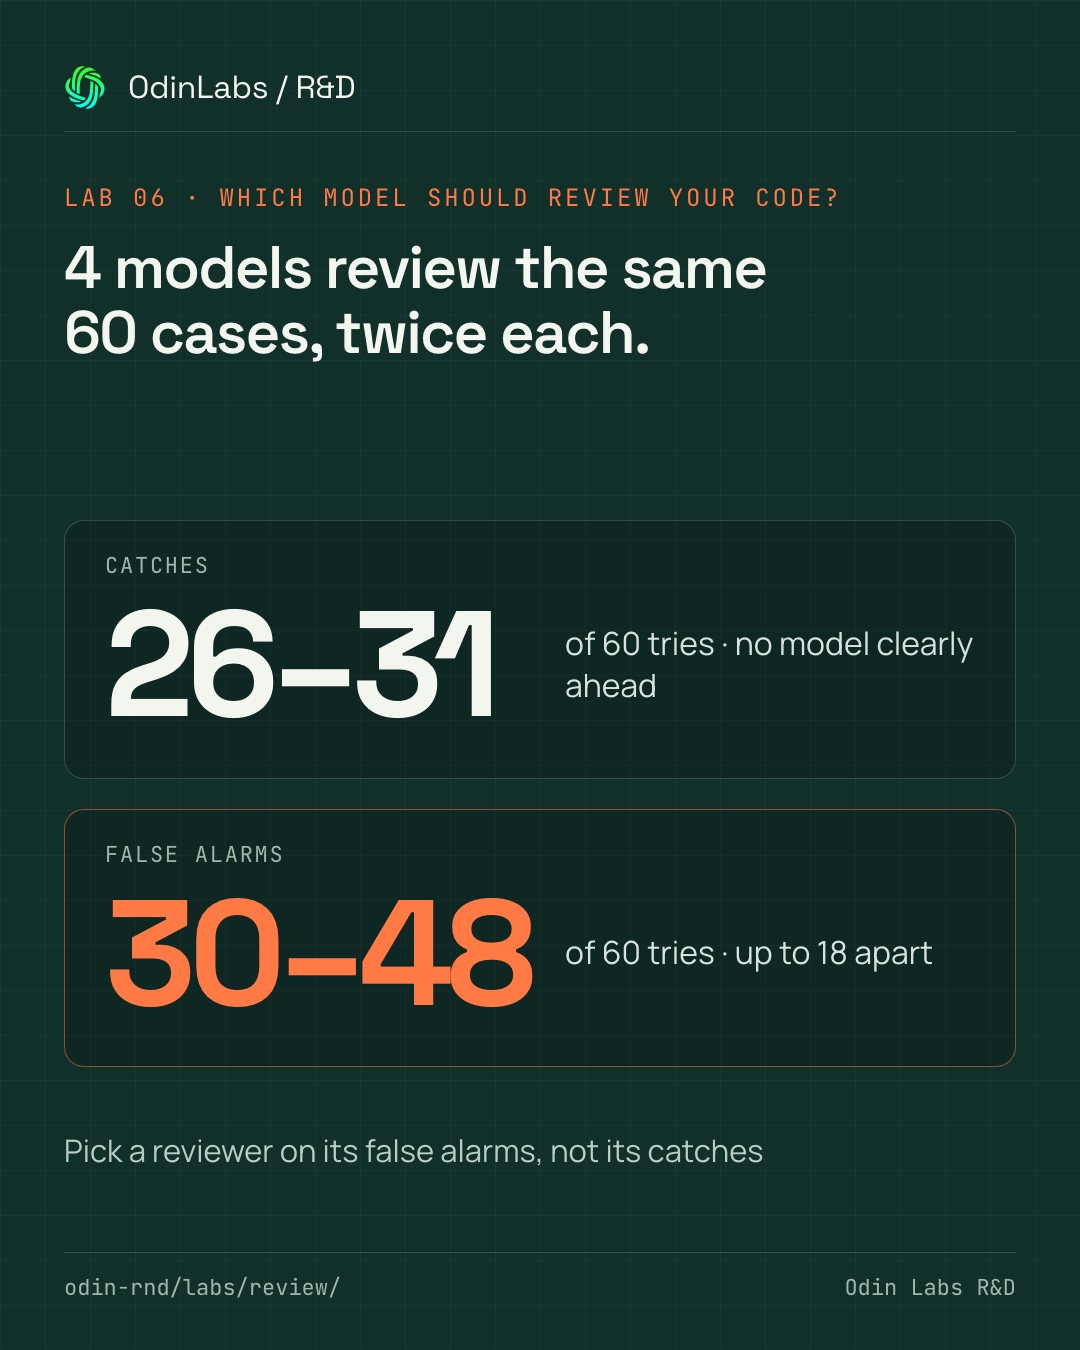 OdinLabs / R&D
LAB 06 · WHICH MODEL SHOULD REVIEW YOUR CODE?
4 models review the same
60 cases, twice each.
CATCHES
26–31
of 60 tries · no model clearly
ahead
FALSE ALARMS
30–48
of 60 tries · up to 18 apart
Pick a reviewer on its false alarms, not its catches
odin-rnd/labs/review/
Odin Labs R&D